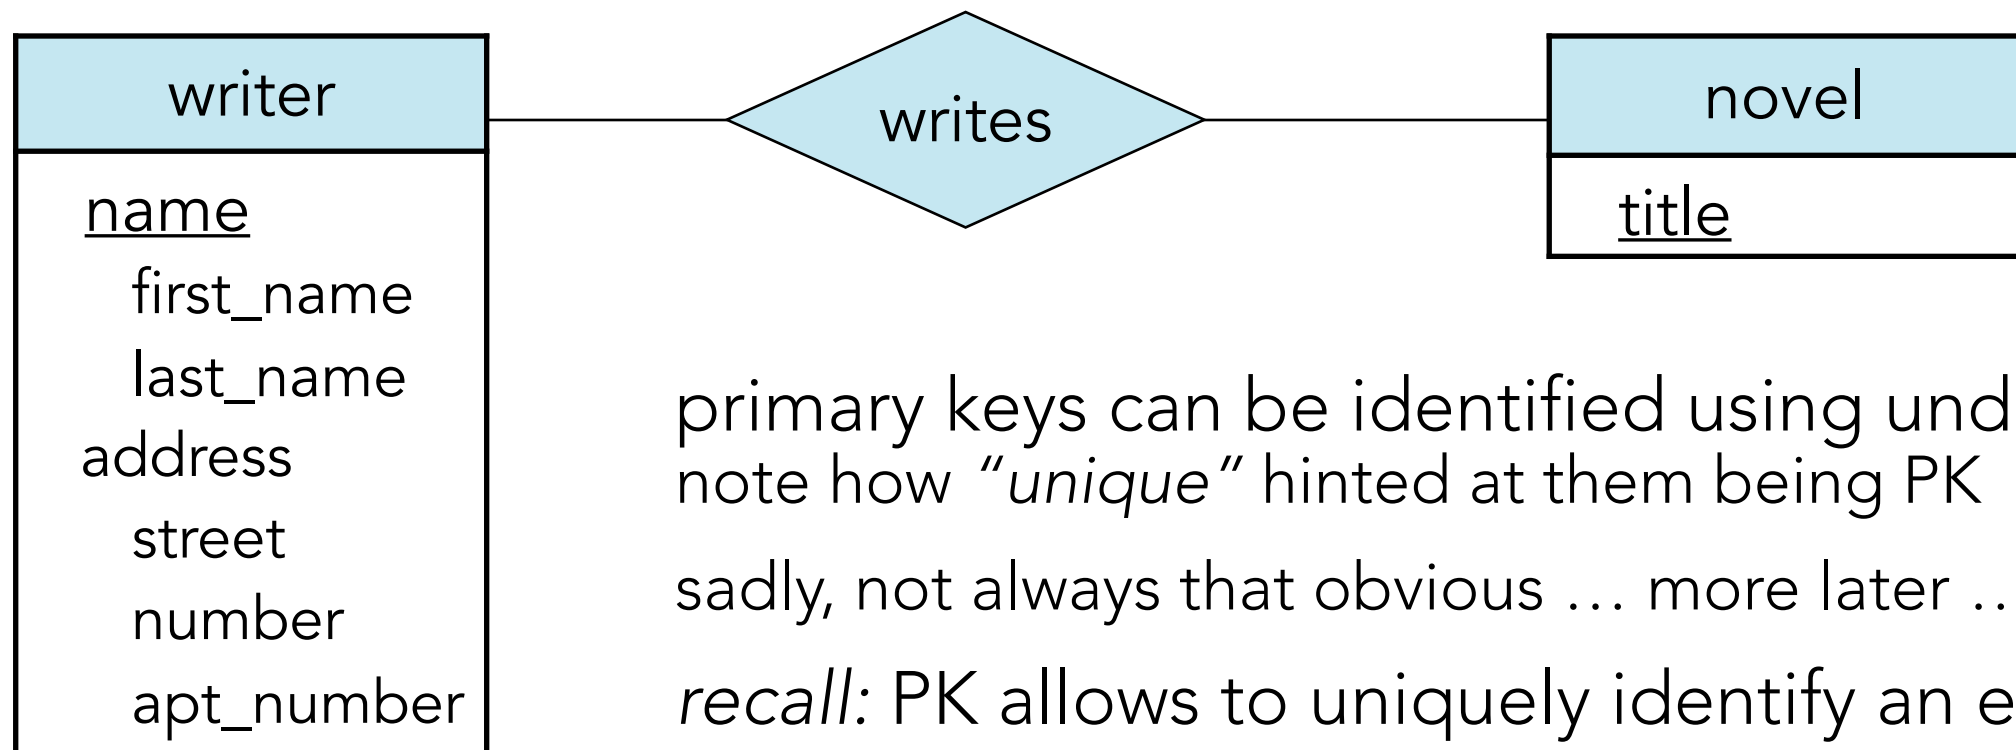 writer
writes
novel
name
first_name
last_name
address
street
number
apt_number
title
primary keys can be identified using und
note how “unique” hinted at them being PK
sadly, not always that obvious … more later ..
recall: PK allows to uniquely identify an e